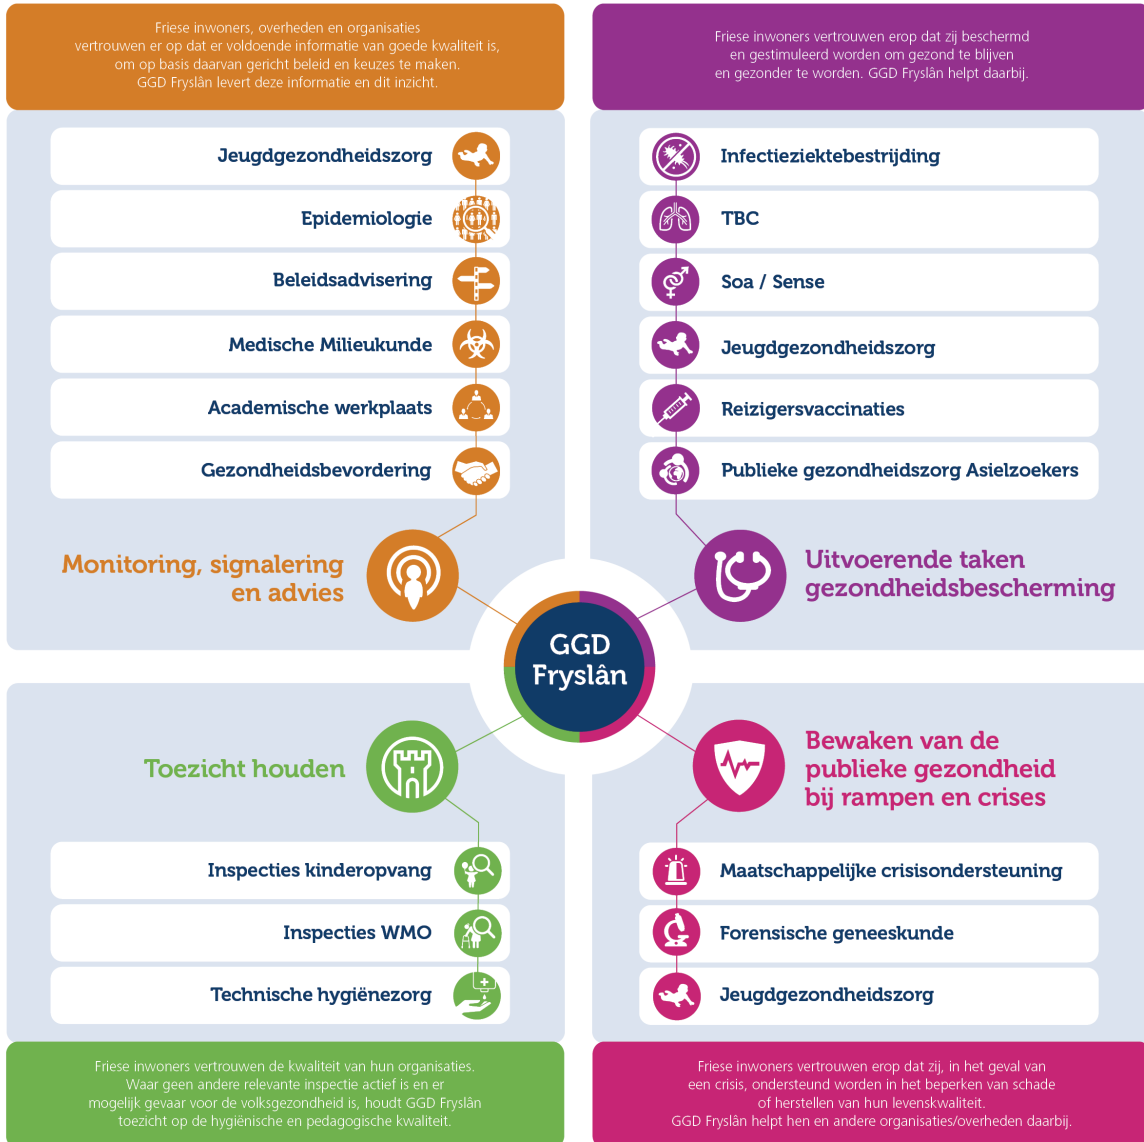 Friese inwoners, overheden en organisaties
vertrouwen er op dat er voldoende informatie van goede kwaliteit is,
om op basis daarvan gericht beleid en keuzes te maken.
GGD Fryslân levert deze informatie en dit inzicht.
Jeugdgezondheidszorg
Epidemiologie
Beleidsadvisering
Medische Milieukunde
Academische werkplaats
Gezondheidsbevordering
Monitoring, signalering
en advies
Friese inwoners vertrouwen erop dat zij beschermd
en gestimuleerd worden om gezond te blijven
en gezonder te worden. GGD Fryslân helpt daarbij.
Infectieziektebestrijding
TBC
Soa / Sense
Jeugdgezondheidszorg
Reizigersvaccinaties
Publieke gezondheidszorg Asielzoekers
Uitvoerende taken
gezondheidsbescherming
GGD
Fryslân
Toezicht houden
Inspecties kinderopvang
Inspecties WMO
Technische hygiënezorg
Friese inwoners vertrouwen de kwaliteit van hun organisaties.
Waar geen andere relevante inspectie actief is en er
mogelijk gevaar voor de volksgezondheid is, houdt GGD Fryslân
toezicht op de hygiënische en pedagogische kwaliteit.
Bewaken van de
publieke gezondheid
bij rampen en crises
Maatschappelijke crisisondersteuning
Forensische geneeskunde
Jeugdgezondheidszorg
Friese inwoners vertrouwen erop dat zij, in het geval van
een crisis, ondersteund worden in het beperken van schade
of herstellen van hun levenskwaliteit.
GGD Fryslân helpt hen en andere organisaties/overheden daarbij.